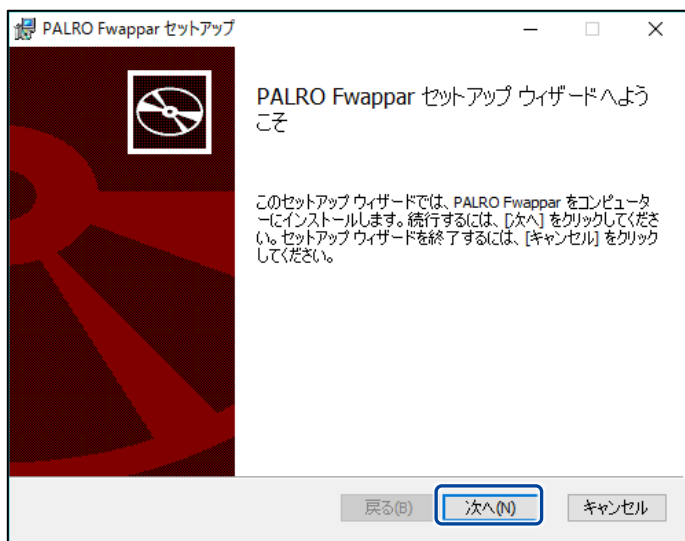 PALRO Fwappar セットアップ
PALRO Fwappar セットアップ ウィザードへよう
こそ
このセットアップ ウィザードでは、PALRO Fwappar をコンピュータ
ーにインストールします。続行するには、[次へ] をクリックしてくださ
い。セットアップ ウィザードを終了するには、[キャンセル] をクリック
してください。
戻る(B) 次へ(N) キャンセル